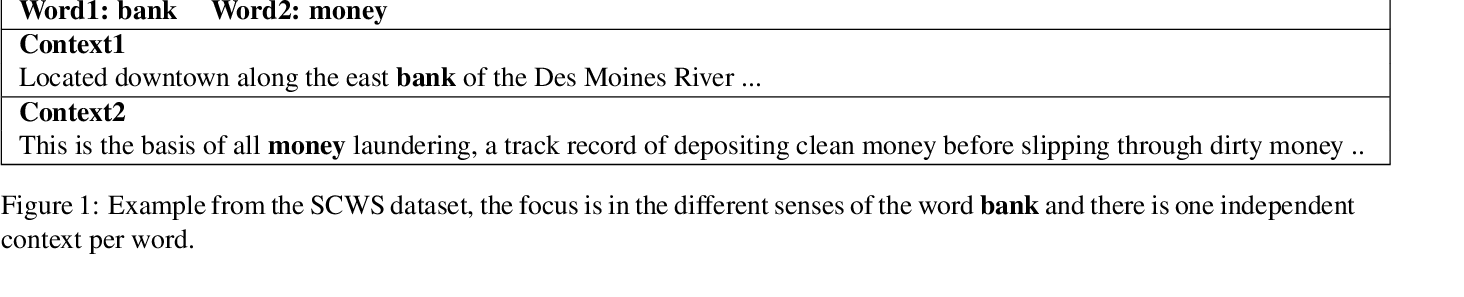 Word1: bank Word2: money
Context1
Located downtown along the east bank of the Des Moines River ...
Context2
This is the basis of all money laundering, a track record of depositing clean money before slipping through dirty money ..
Figure 1: Example from the SCWS dataset, the focus is in the different senses of the word bank and there is one independent
context per word.